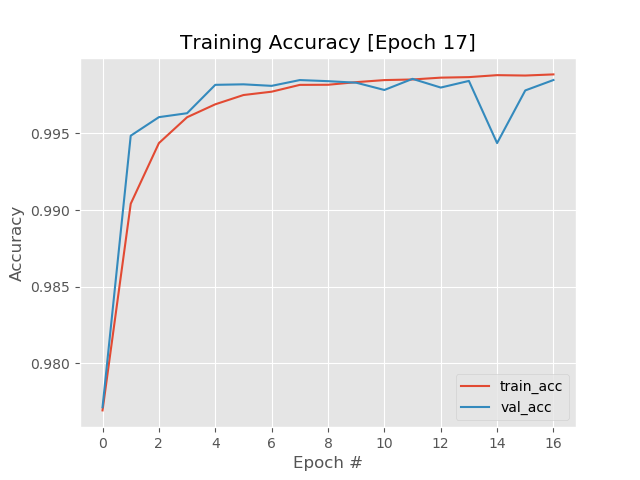 Training Accuracy [Epoch 17]
Accuracy
0.995
0.990
0.985
0.980
train_acc
val_acc
0 2 4 6 8 10 12 14 16
Epoch #